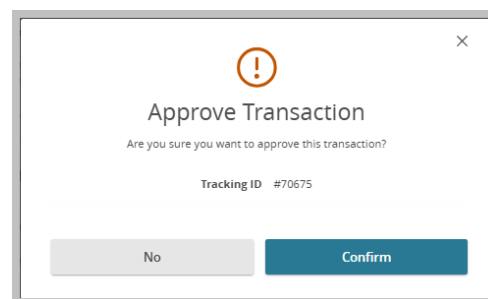 Approve Transaction
Are you sure you want to approve this transaction?
Tracking ID #70675
No Confirm